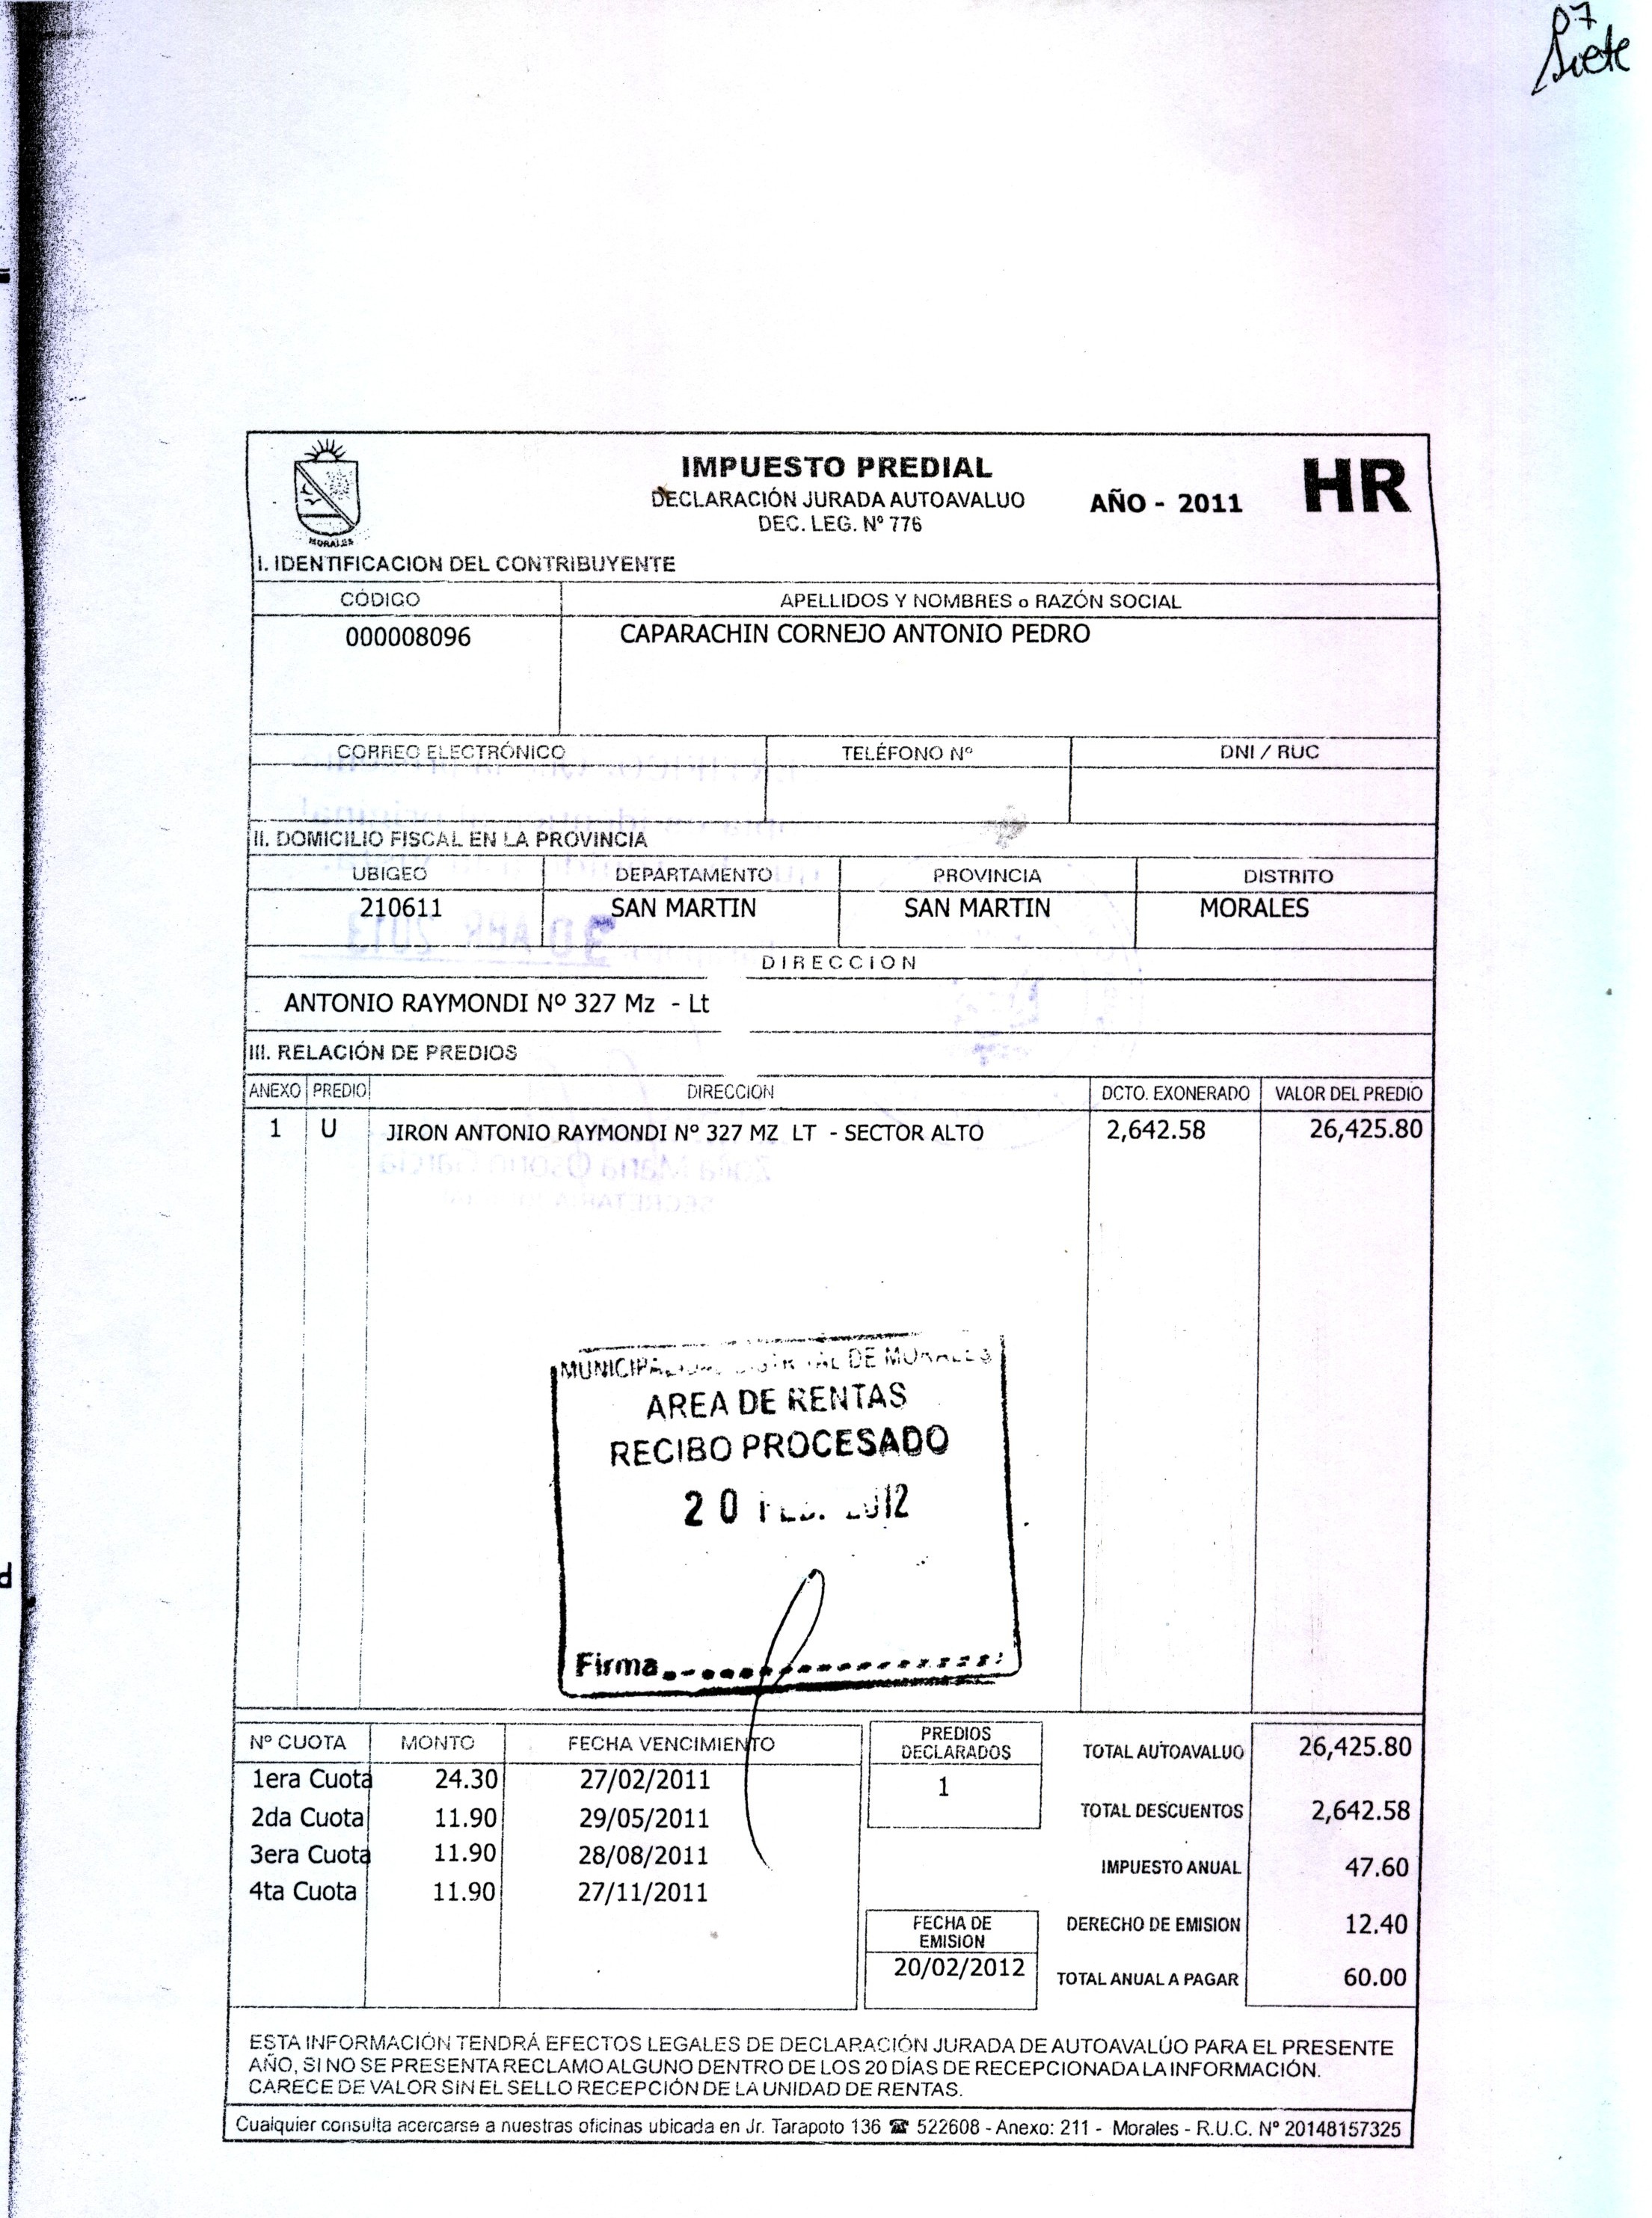 07
Siete
IMPUESTO PREDIAL
DECLARACIÓN JURADA AUTOAVALUO
DEC. LEG. Nº 776
AÑO - 2011
HR
MORALES
I. IDENTIFICACION DEL CONTRIBUYENTE
CÓDIGO APELLIDOS Y NOMBRES o RAZÓN SOCIAL
000008096 CAPARACHIN CORNEJO ANTONIO PEDRO
CORREO ELECTRÓNICO TELÉFONO Nº DNI / RUC
II. DOMICILIO FISCAL EN LA PROVINCIA
UBIGEO DEPARTAMENTO PROVINCIA DISTRITO
210611 SAN MARTIN SAN MARTIN MORALES
30 ABR 2013
DIRECCION
ANTONIO RAYMONDI Nº 327 Mz - Lt
III. RELACIÓN DE PREDIOS
ANEXO PREDIO DIRECCION DCTO. EXONERADO VALOR DEL PREDIO
1 U JIRON ANTONIO RAYMONDI Nº 327 MZ LT - SECTOR ALTO 2,642.58 26,425.80
Zoila Maria Osorio Garcia
MUNICIPALIDAD DISTRITAL DE MORALES
AREA DE RENTAS
RECIBO PROCESADO
20 FEB. 2012
Firma
Nº CUOTA MONTO FECHA VENCIMIENTO
1era Cuota 24.30 27/02/2011
2da Cuota 11.90 29/05/2011
3era Cuota 11.90 28/08/2011
4ta Cuota 11.90 27/11/2011
PREDIOS
DECLARADOS
1
FECHA DE
EMISION
20/02/2012
TOTAL AUTOAVALUO 26,425.80
TOTAL DESCUENTOS 2,642.58
IMPUESTO ANUAL 47.60
DERECHO DE EMISION 12.40
TOTAL ANUAL A PAGAR 60.00
ESTA INFORMACIÓN TENDRÁ EFECTOS LEGALES DE DECLARACIÓN JURADA DE AUTOAVALÚO PARA EL PRESENTE
AÑO, SI NO SE PRESENTA RECLAMO ALGUNO DENTRO DE LOS 20 DÍAS DE RECEPCIONADA LA INFORMACIÓN.
CARECE DE VALOR SIN EL SELLO RECEPCIÓN DE LA UNIDAD DE RENTAS.
Cualquier consulta acercarse a nuestras oficinas ubicada en Jr. Tarapoto 136 ☎ 522608 - Anexo: 211 - Morales - R.U.C. Nº 20148157325